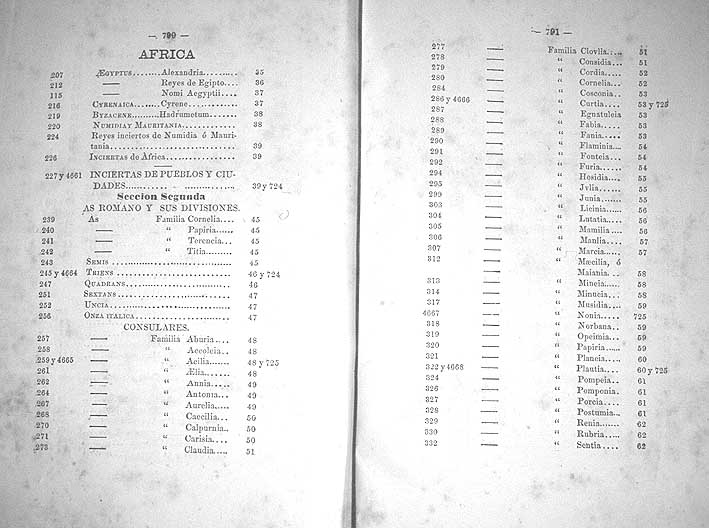 — 790 —
AFRICA
207 ÆGYPTUS........Alexandria.......... 35
212 — Reyes de Egipto.... 36
115 — Nomi Aegyptii.... 37
216 CYRENAICA........Cyrene............ 37
219 BYZACENE.........Hadrumetum........ 38
220 NUMIDIA Y MAURITANIA............ 38
224 Reyes inciertos de Numidia ó Mauri-
tania.............................. 39
226 INCIERTAS de Africa................ 39
227 y 4661 INCIERTAS DE PUEBLOS Y CIU-
DADES.................. 39 y 724
Seccion Segunda
AS ROMANO Y SUS DIVISIONES.
239 AS Familia Cornelia.... 45
240 — “ Papiria...... 45
241 — “ Terencia... 45
242 — “ Titia........ 45
243 SEMIS ........................ 45
245 y 4664 TRIENS ........................ 46 y 724
247 QUADRANS........................ 46
251 SEXTANS........................ 47
252 UNCIA........................ 47
256 ONZA ITALICA.................... 47
CONSULARES.
257 — Familia Aburia.... 48
258 — “ Accoleia.. 48
259 y 4665 — “ Acilia....... 48 y 725
261 — “ Ælia........ 48
262 — “ Annia..... 49
264 — “ Antonia... 49
267 — “ Aurelia.... 49
268 — “ Caecilia... 50
270 — “ Calpurnia.. 50
271 — “ Carisia.... 50
273 — “ Claudia.... 51
— 791 —
277 — Familia Clovlia.... 51
278 — “ Considia... 51
279 — “ Cordia..... 52
280 — “ Cornelia... 52
284 — “ Cosconia.. 53
286 y 4666 — “ Curtia..... 53 y 725
287 — “ Egnatuleia 53
288 — “ Fabia...... 53
289 — “ Fania...... 53
290 — “ Flaminia... 54
291 — “ Fonteia.... 54
292 — “ Furia...... 54
294 — “ Hosidia.... 55
295 — “ Jvlia....... 55
299 — “ Junia....... 55
303 — “ Licinia..... 56
304 — “ Lutatia.... 56
305 — “ Mamilia... 56
306 — “ Manlia..... 57
307 — “ Marcia..... 57
312 — “ Mæcilia, ó
Maiania... 58
313 — “ Mineia..... 58
314 — “ Minucia... 58
317 — “ Musidia... 59
4667 — “ Nonia...... 725
318 — “ Norbana.. 59
319 — “ Opeimia... 59
320 — “ Papiria..... 59
321 — “ Plancia.... 60
322 y 4668 — “ Plautia.... 60 y 725
324 — “ Pompeia.. 61
326 — “ Pomponia. 61
327 — “ Porcia..... 61
328 — “ Postumia.. 61
329 — “ Renia...... 62
330 — “ Rubria..... 62
332 — “ Sentia..... 62